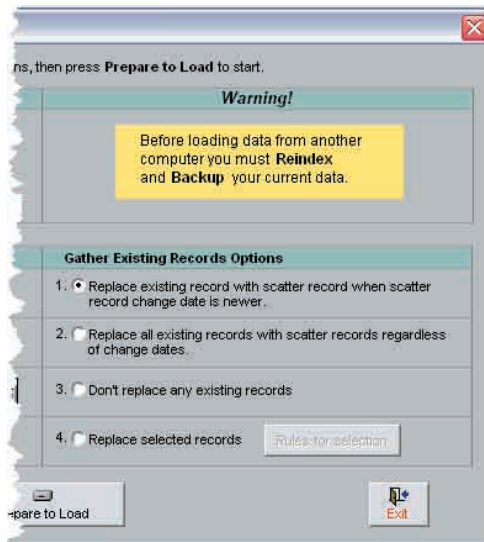 ns, then press Prepare to Load to start.
Warning!
Before loading data from another
computer you must Reindex
and Backup your current data.
Gather Existing Records Options
1. Replace existing record with scatter record when scatter
record change date is newer.
2. Replace all existing records with scatter records regardless
of change dates.
3. Don't replace any existing records
4. Replace selected records Rules for selection
epare to Load
Exit